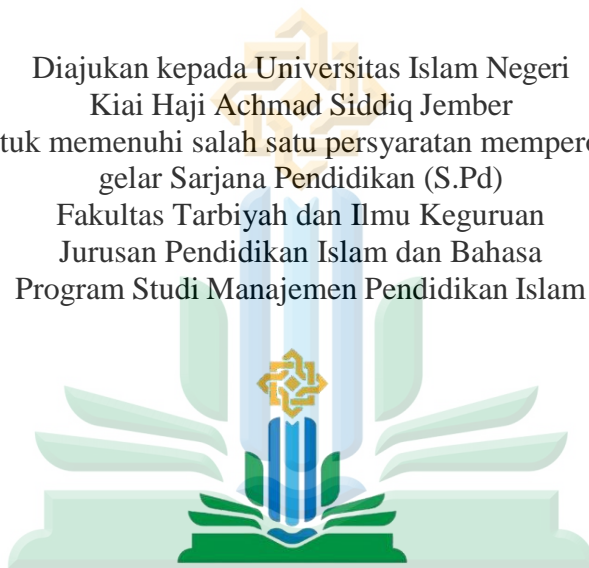 Diajukan kepada Universitas Islam Negeri
Kiai Haji Achmad Siddiq Jember
tuk memenuhi salah satu persyaratan mempero
gelar Sarjana Pendidikan (S.Pd)
Fakultas Tarbiyah dan Ilmu Keguruan
Jurusan Pendidikan Islam dan Bahasa
Program Studi Manajemen Pendidikan Islam